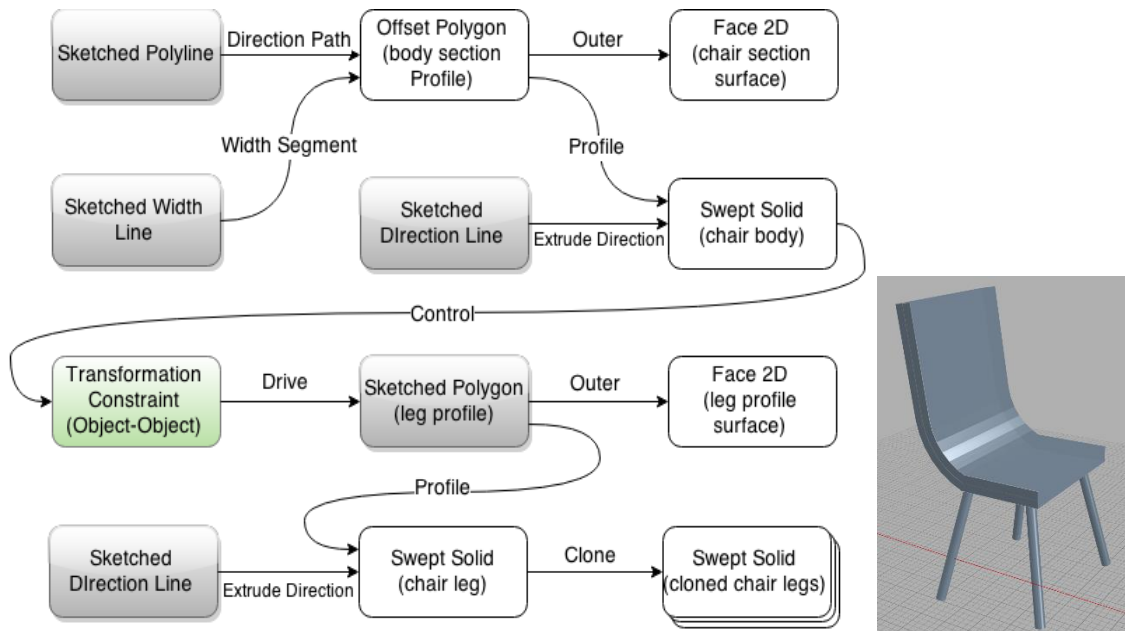 Sketched Polyline
Direction Path
Offset Polygon
(body section
Profile)
Outer
Face 2D
(chair section
surface)
Width Segment
Profile
Sketched Width
Line
Sketched
DIrection Line
Extrude Direction
Swept Solid
(chair body)
Control
Transformation
Constraint
(Object-Object)
Drive
Sketched Polygon
(leg profile)
Outer
Face 2D
(leg profile
surface)
Profile
Sketched
DIrection Line
Extrude Direction
Swept Solid
(chair leg)
Clone
Swept Solid
(cloned chair legs)